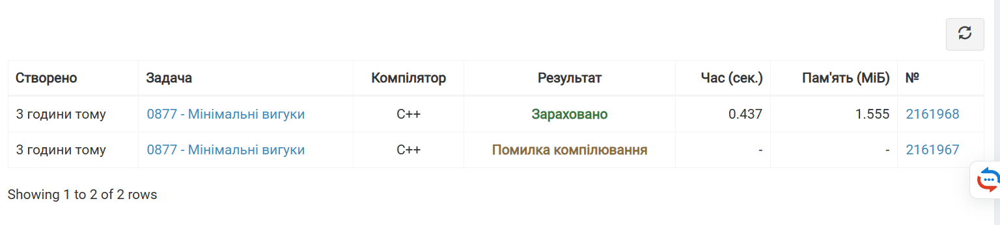 Створено Задача Компілятор Результат Час (сек.) Пам'ять (МіБ) №
3 години тому 0877 - Мінімальні вигуки C++ Зараховано 0.437 1.555 2161968
3 години тому 0877 - Мінімальні вигуки C++ Помилка компілювання - - 2161967
Showing 1 to 2 of 2 rows